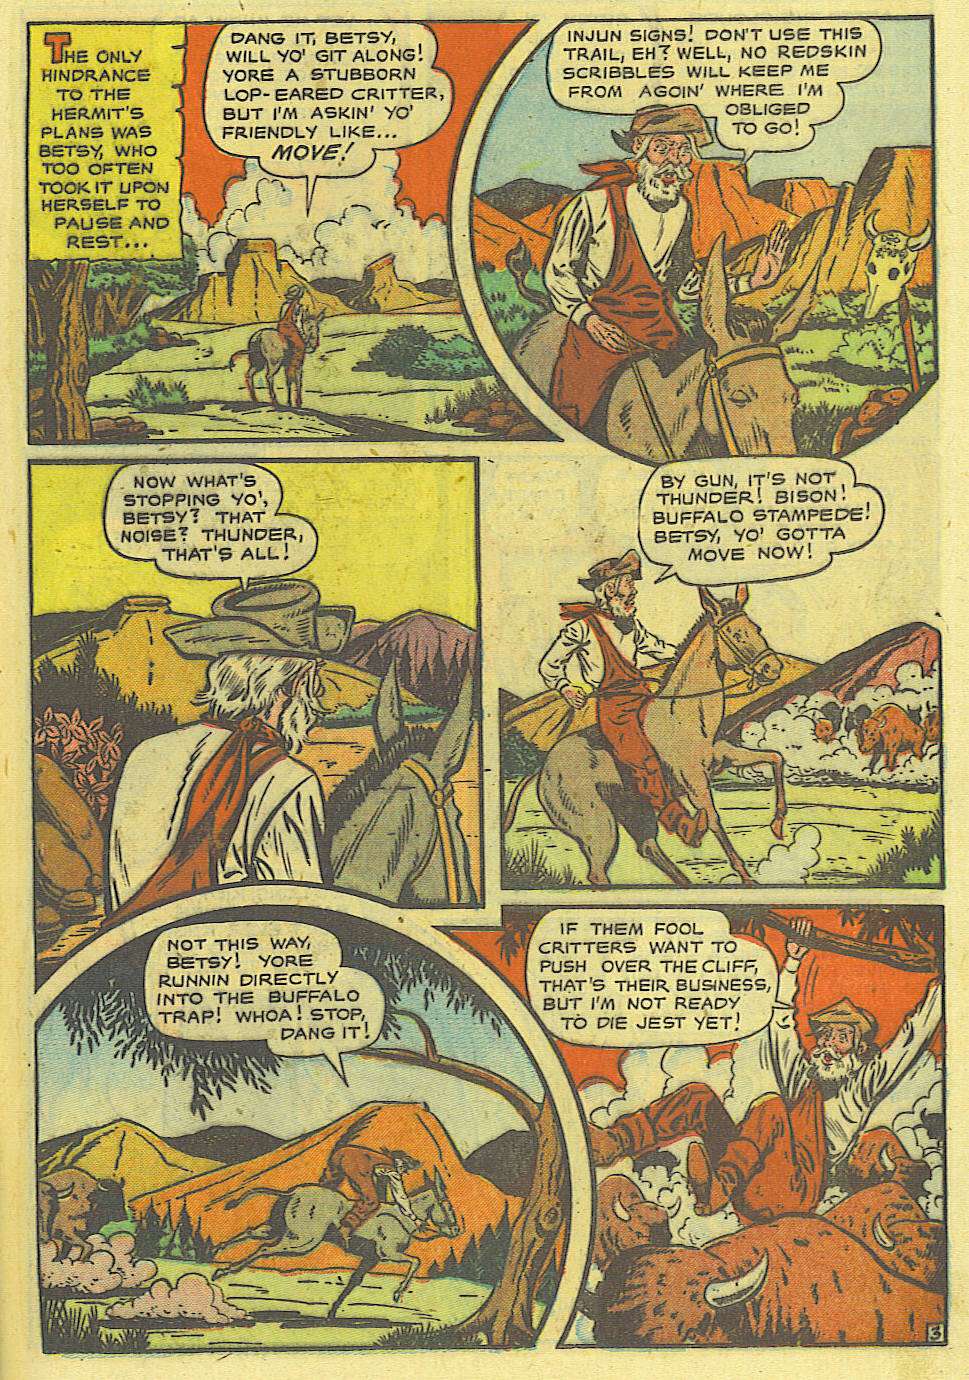 THE ONLY
HINDRANCE
TO THE
HERMIT'S
PLANS WAS
BETSY, WHO
TOO OFTEN
TOOK IT UPON
HERSELF TO
PAUSE AND
REST...
DANG IT, BETSY,
WILL YO' GIT ALONG!
YORE A STUBBORN
LOP-EARED CRITTER,
BUT I'M ASKIN' YO'
FRIENDLY LIKE...
MOVE!
INJUN SIGNS! DON'T USE THIS
TRAIL, EH? WELL, NO REDSKIN
SCRIBBLES WILL KEEP ME
FROM AGOIN' WHERE I'M
OBLIGED
TO GO!
NOW WHAT'S
STOPPING YO',
BETSY? THAT
NOISE? THUNDER,
THAT'S ALL!
BY GUN, IT'S NOT
THUNDER! BISON!
BUFFALO STAMPEDE!
BETSY, YO' GOTTA
MOVE NOW!
NOT THIS WAY,
BETSY! YORE
RUNNIN DIRECTLY
INTO THE BUFFALO
TRAP! WHOA! STOP,
DANG IT!
IF THEM FOOL
CRITTERS WANT TO
PUSH OVER THE CLIFF,
THAT'S THEIR BUSINESS,
BUT I'M NOT READY
TO DIE JEST YET!
3